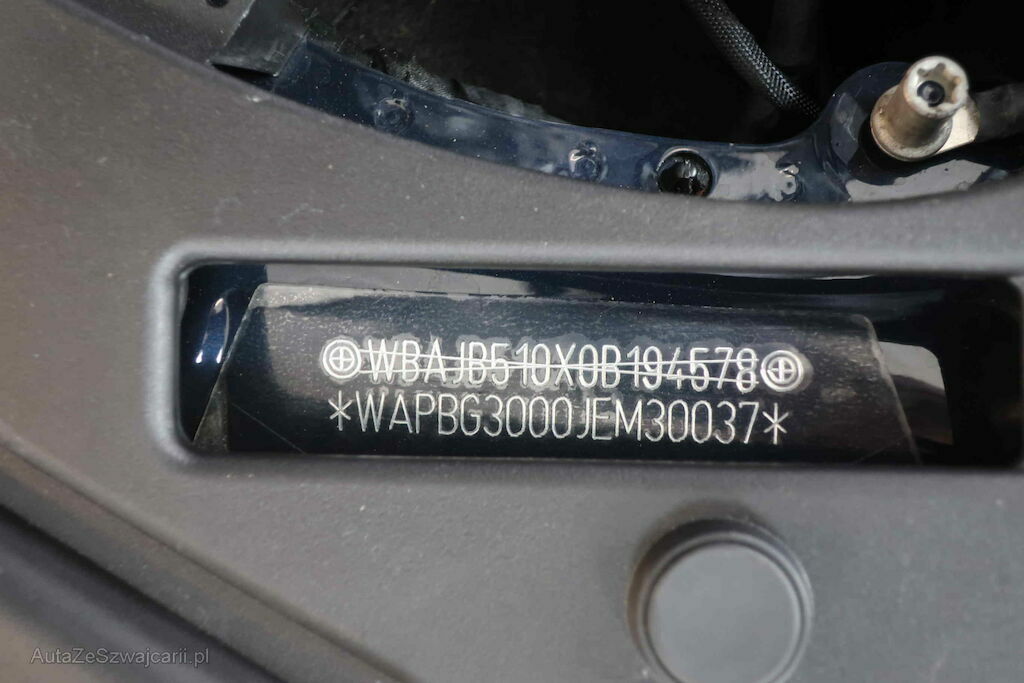 ⊕WBAJB510X0B194578⊕
*WAPBG3000JEM30037*
AutaZeSzwajcarii.pl